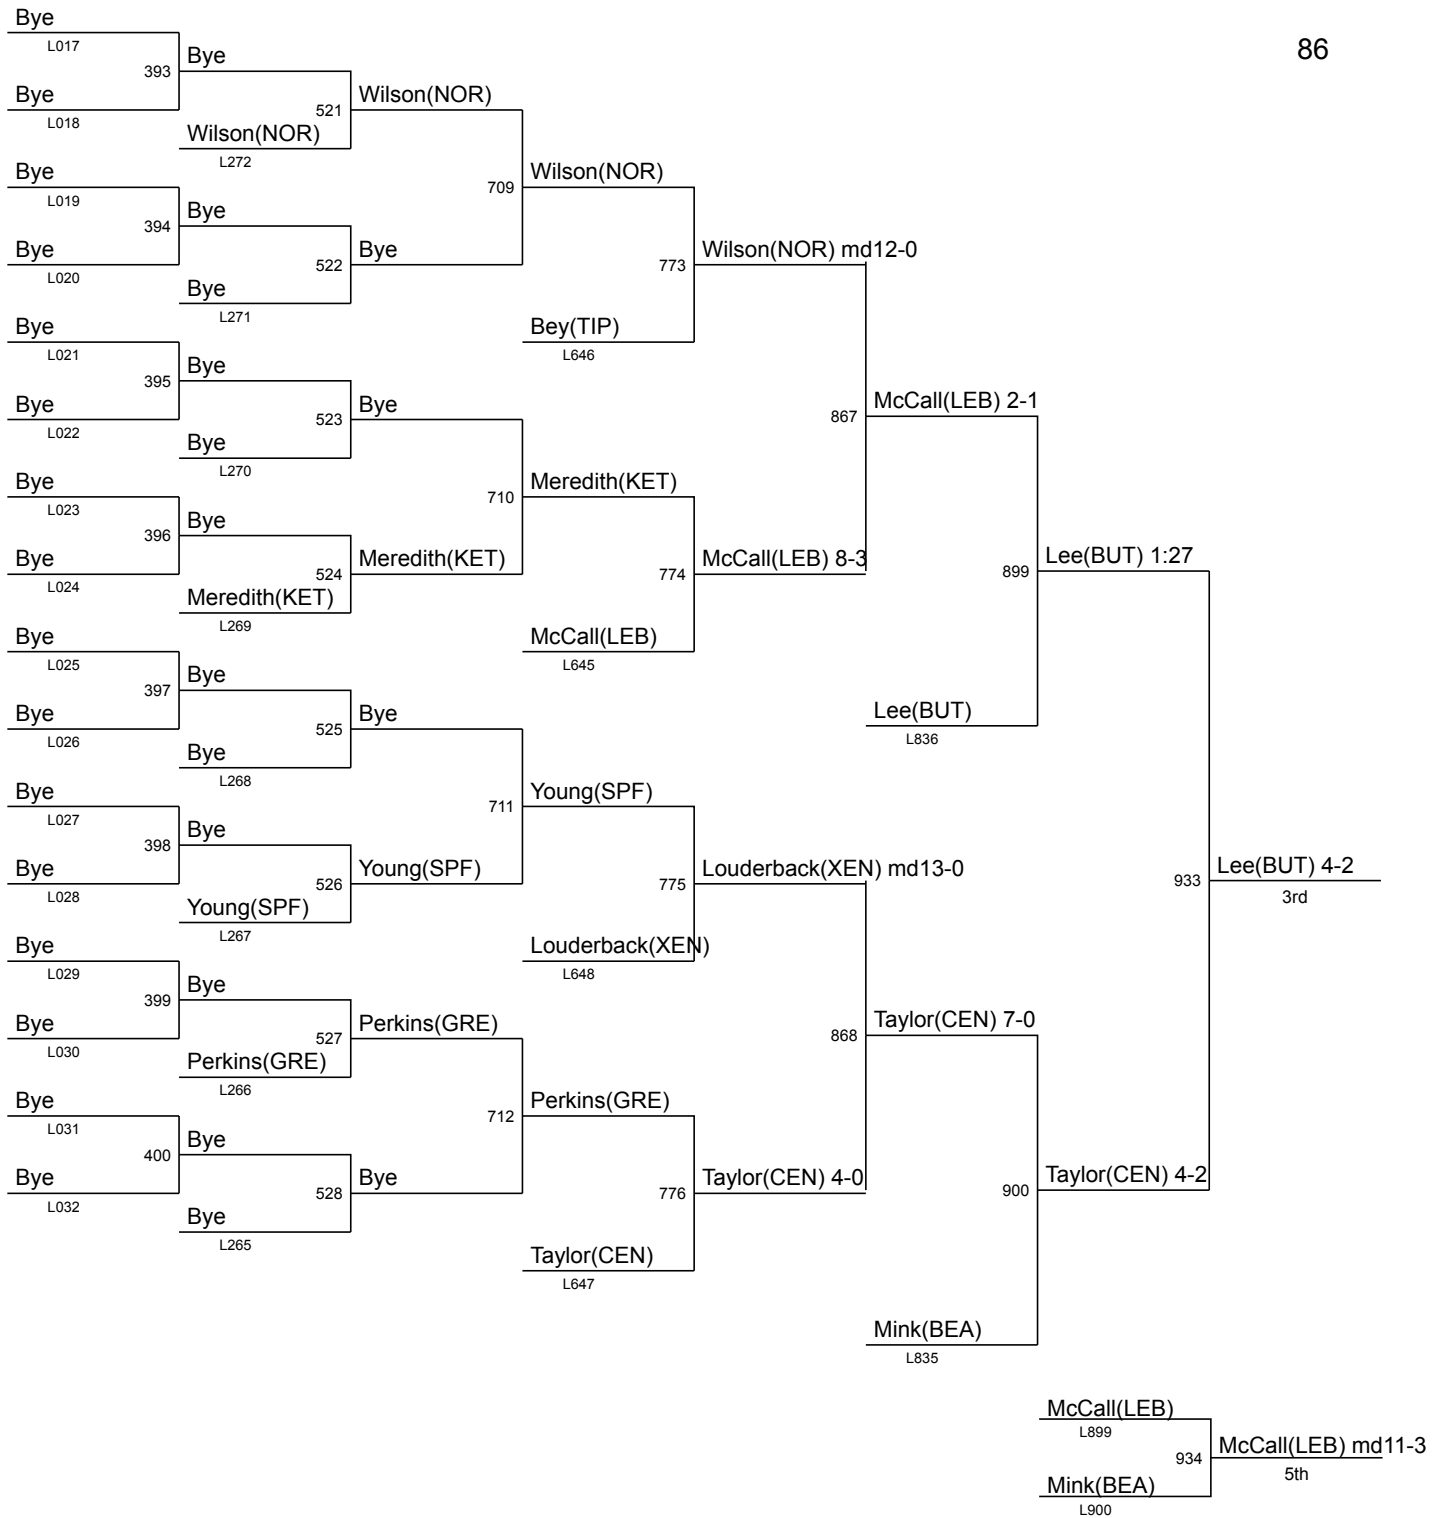 86
Bye
L017
393
Bye
L018
Bye
521
Wilson(NOR)
L272
Wilson(NOR)
Bye
L019
394
Bye
L020
Bye
522
Bye
L271
Bye
709
Wilson(NOR)
773
Bey(TIP)
L646
Wilson(NOR) md12-0
Bye
L021
395
Bye
L022
Bye
523
Bye
L270
Bye
Bye
L023
396
Bye
L024
Bye
524
Meredith(KET)
L269
Meredith(KET)
710
Meredith(KET)
774
McCall(LEB)
L645
McCall(LEB) 8-3
867
McCall(LEB) 2-1
899
Lee(BUT)
L836
Lee(BUT) 1:27
Bye
L025
397
Bye
L026
Bye
525
Bye
L268
Bye
Bye
L027
398
Bye
L028
Bye
526
Young(SPF)
L267
Young(SPF)
711
Young(SPF)
775
Louderback(XEN)
L648
Louderback(XEN) md13-0
Bye
L029
399
Bye
L030
Bye
527
Perkins(GRE)
L266
Perkins(GRE)
Bye
L031
400
Bye
L032
Bye
528
Bye
L265
Bye
712
Perkins(GRE)
776
Taylor(CEN)
L647
Taylor(CEN) 4-0
868
Taylor(CEN) 7-0
900
Mink(BEA)
L835
Taylor(CEN) 4-2
933
Lee(BUT) 4-2
3rd
McCall(LEB)
L899
934
Mink(BEA)
L900
McCall(LEB) md11-3
5th